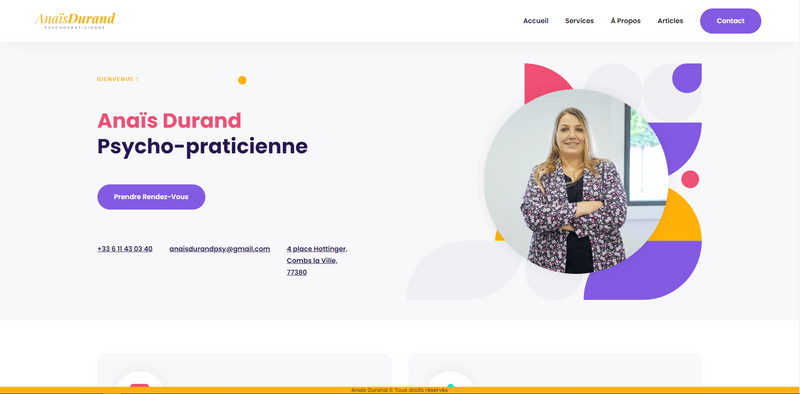 AnaïsDurand
PSYCHOPRATICIENNE
Accueil
Services
À Propos
Articles
Contact
BIENVENUE !
Anaïs Durand
Psycho-praticienne
Prendre Rendez-Vous
+33 6 11 43 03 40
anaisdurandpsy@gmail.com
4 place Hottinger,
Combs la Ville,
77380
Anaïs Durand © Tous droits réservés